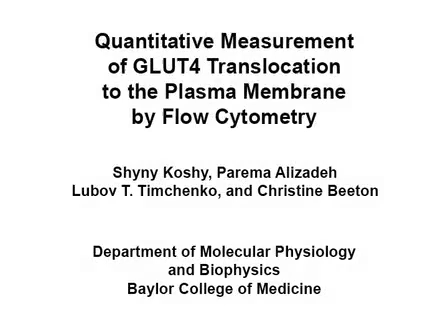 Quantitative Measurement
of GLUT4 Translocation
to the Plasma Membrane
by Flow Cytometry
Shyny Koshy, Parema Alizadeh
Lubov T. Timchenko, and Christine Beeton
Department of Molecular Physiology
and Biophysics
Baylor College of Medicine